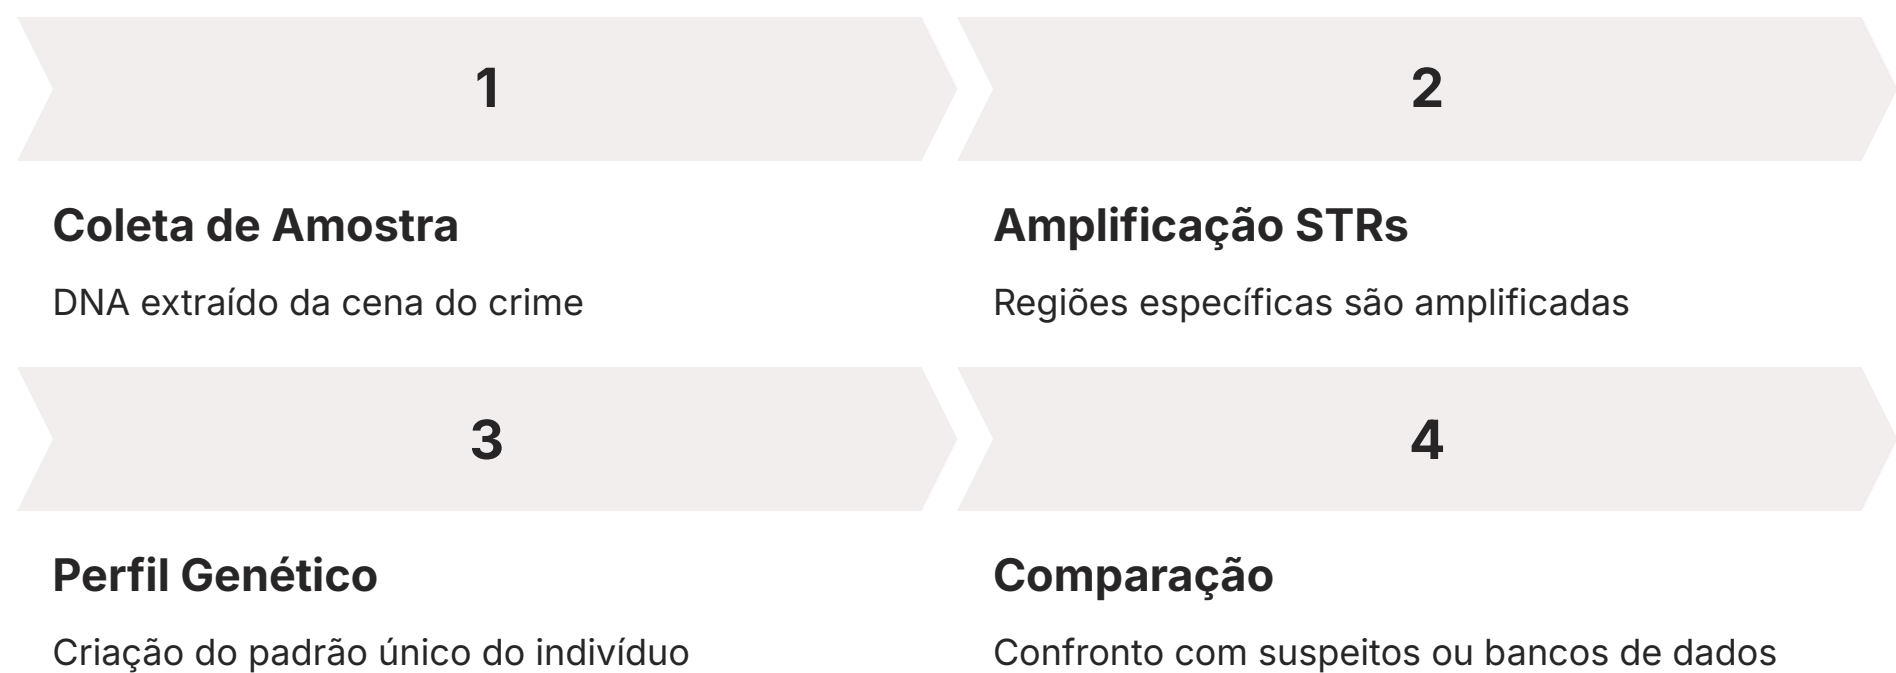 1
2
Coleta de Amostra
DNA extraído da cena do crime
Amplificação STRs
Regiões específicas são amplificadas
3
4
Perfil Genético
Criação do padrão único do indivíduo
Comparação
Confronto com suspeitos ou bancos de dados